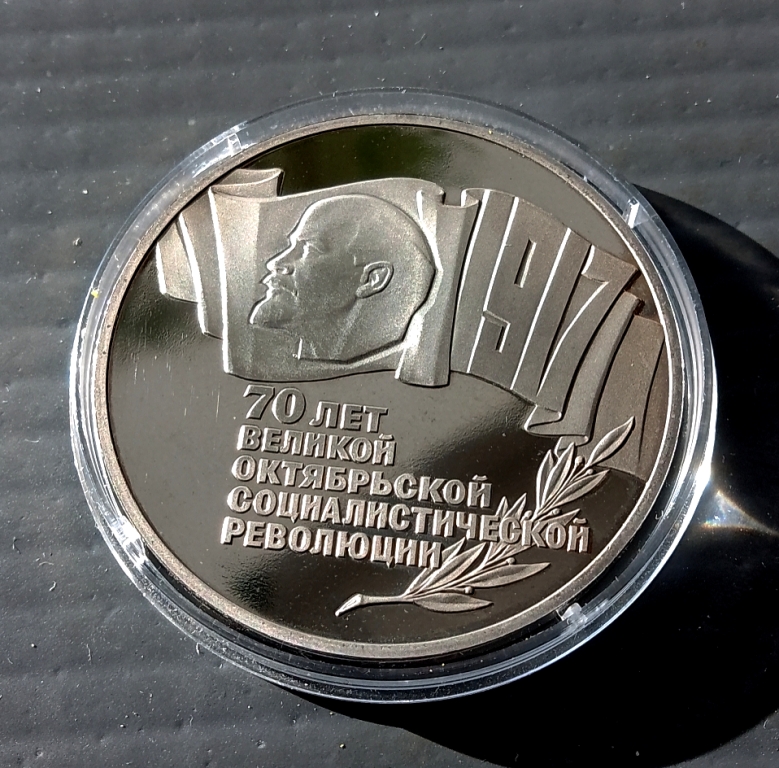 1917
70 ЛЕТ
ВЕЛИКОЙ
ОКТЯБРЬСКОЙ
СОЦИАЛИСТИЧЕСКОЙ
РЕВОЛЮЦИИ